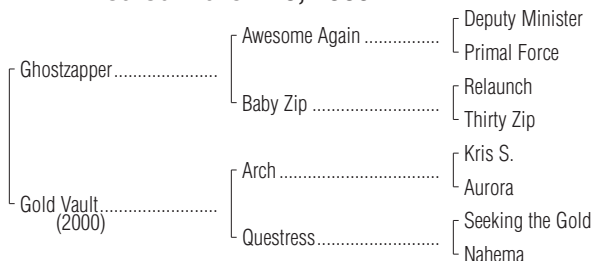 Ghostzapper
Awesome Again
Deputy Minister
Primal Force
Baby Zip
Relaunch
Thirty Zip
Gold Vault
(2000)
Arch
Kris S.
Aurora
Questress
Seeking the Gold
Nahema